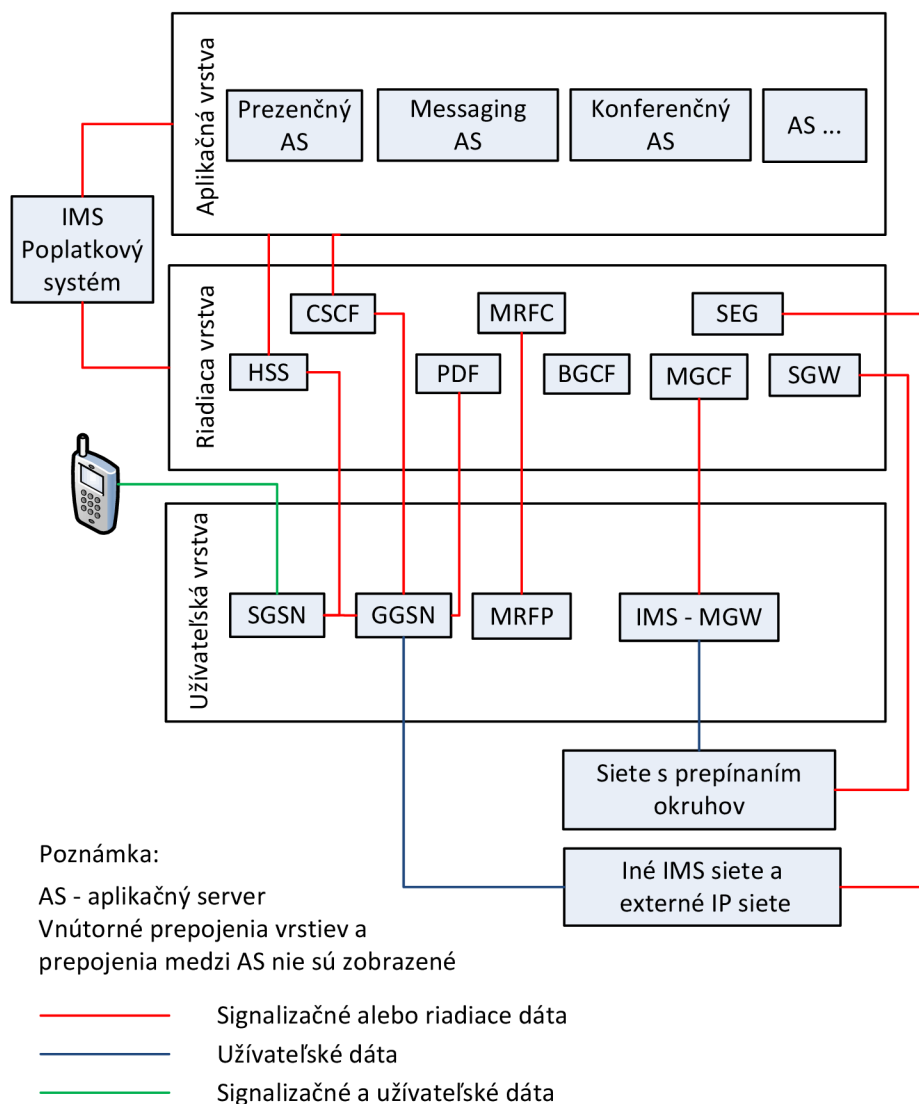 Aplikačná vrstva
Prezenčný
AS
Messaging
AS
Konferenčný
AS
AS ...
IMS
Poplatkový
systém
Riadiaca vrstva
CSCF
MRFC
SEG
HSS
PDF
BGCF
MGCF
SGW
Užívateľská vrstva
SGSN
GGSN
MRFP
IMS - MGW
Siete s prepínaním
okruhov
Iné IMS siete a
externé IP siete
Poznámka:
AS - aplikačný server
Vnútorné prepojenia vrstiev a
prepojenia medzi AS nie sú zobrazené
Signalizačné alebo riadiace dáta
Užívateľské dáta
Signalizačné a užívateľské dáta